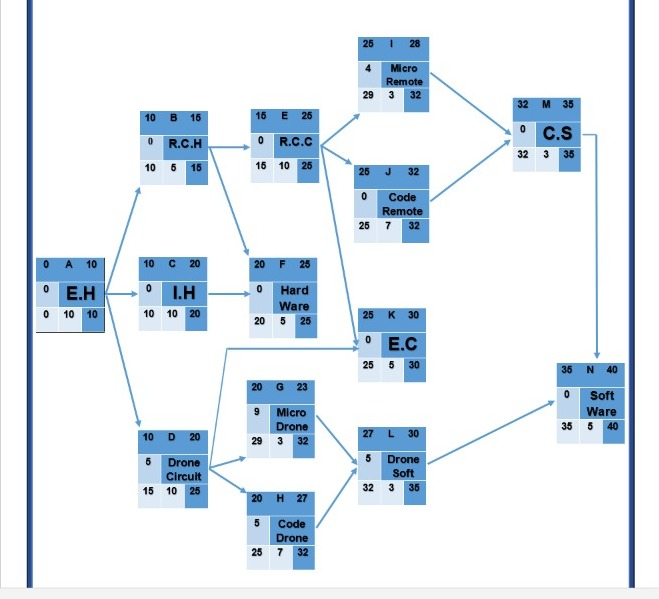 25 I 28
4 Micro
Remote
29 3 32
32 M 35
0 C.S
32 3 35
10 B 15
0 R.C.H
10 5 15
15 E 25
0 R.C.C
15 10 25
25 J 32
0 Code
Remote
25 7 32
0 A 10
0 E.H
0 10 10
10 C 20
0 I.H
10 10 20
20 F 25
0 Hard
Ware
20 5 25
25 K 30
0 E.C
25 5 30
35 N 40
0 Soft
Ware
35 5 40
20 G 23
9 Micro
Drone
29 3 32
10 D 20
5 Drone
Circuit
15 10 25
27 L 30
5 Drone
Soft
32 3 35
20 H 27
5 Code
Drone
25 7 32